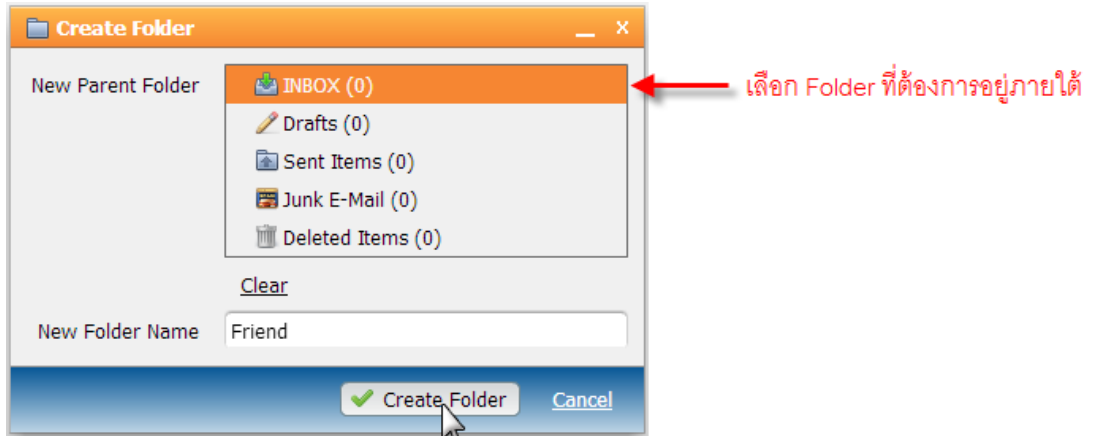 Create Folder
New Parent Folder
INBOX (0)
เลือก Folder ที่ต้องการอยู่ภายใต้
Drafts (0)
Sent Items (0)
Junk E-Mail (0)
Deleted Items (0)
Clear
New Folder Name Friend
Create Folder Cancel